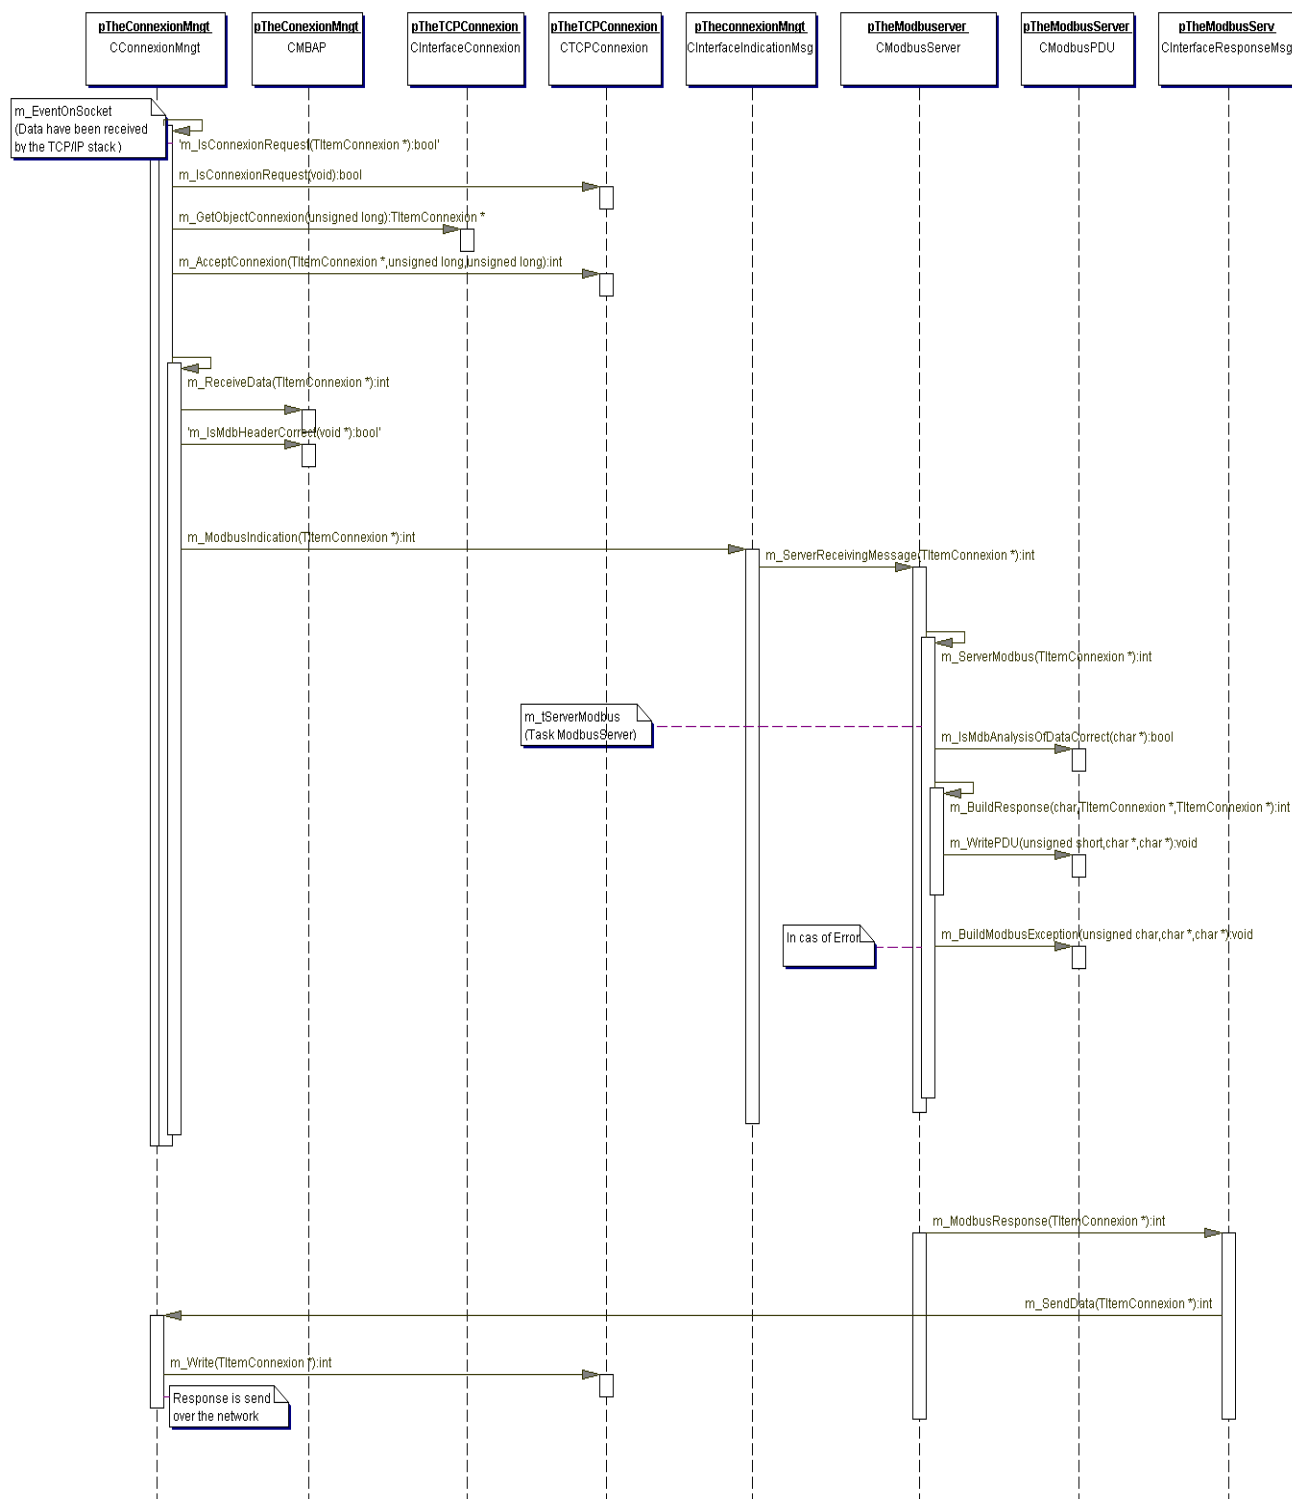 pTheConnexionMngt
CConnexionMngt
pTheConexionMngt
CMBAP
pTheTCPConnexion
CInterfaceConnexion
pTheTCPConnexion
CTCPConnexion
pTheconnexionMngt
CInterfaceIndicationMsg
pTheModbuserver
CModbusServer
pTheModbusServer
CModbusPDU
pTheModbusServ
CInterfaceResponseMsg
m_EventOnSocket
(Data have been received
by the TCP/IP stack )
'm_IsConnexionRequest(TItemConnexion *):bool'
m_IsConnexionRequest(void):bool
m_GetObjectConnexion(unsigned long):TItemConnexion *
m_AcceptConnexion(TItemConnexion *,unsigned long,unsigned long):int
m_ReceiveData(TItemConnexion *):int
'm_IsMdbHeaderCorrect(void *):bool'
m_ModbusIndication(TItemConnexion *):int
m_ServerReceivingMessage(TItemConnexion *):int
m_ServerModbus(TItemConnexion *):int
m_tServerModbus
(Task ModbusServer)
m_IsMdbAnalysisOfDataCorrect(char *):bool
m_BuildResponse(char,TItemConnexion *,TItemConnexion *):int
m_WritePDU(unsigned short,char *,char *):void
In cas of Error
m_BuildModbusException(unsigned char,char *,char *):void
m_ModbusResponse(TItemConnexion *):int
m_SendData(TItemConnexion *):int
m_Write(TItemConnexion *):int
Response is send
over the network